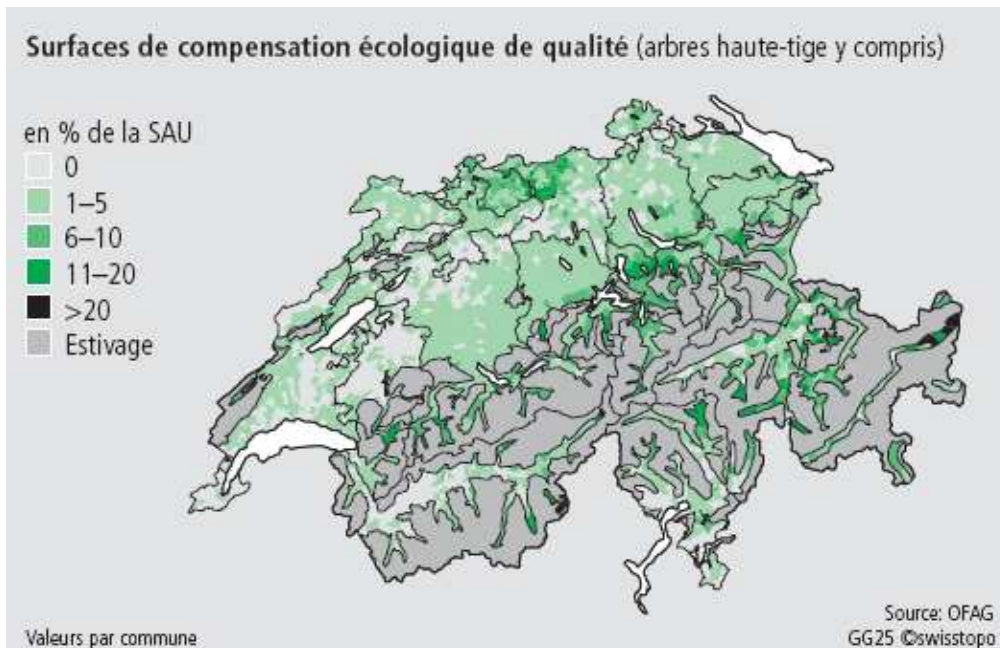 Surfaces de compensation écologique de qualité (arbres haute-tige y compris)
en % de la SAU
0
1–5
6–10
11–20
>20
Estivage
Source: OFAG
Valeurs par commune
GG25 ©swisstopo